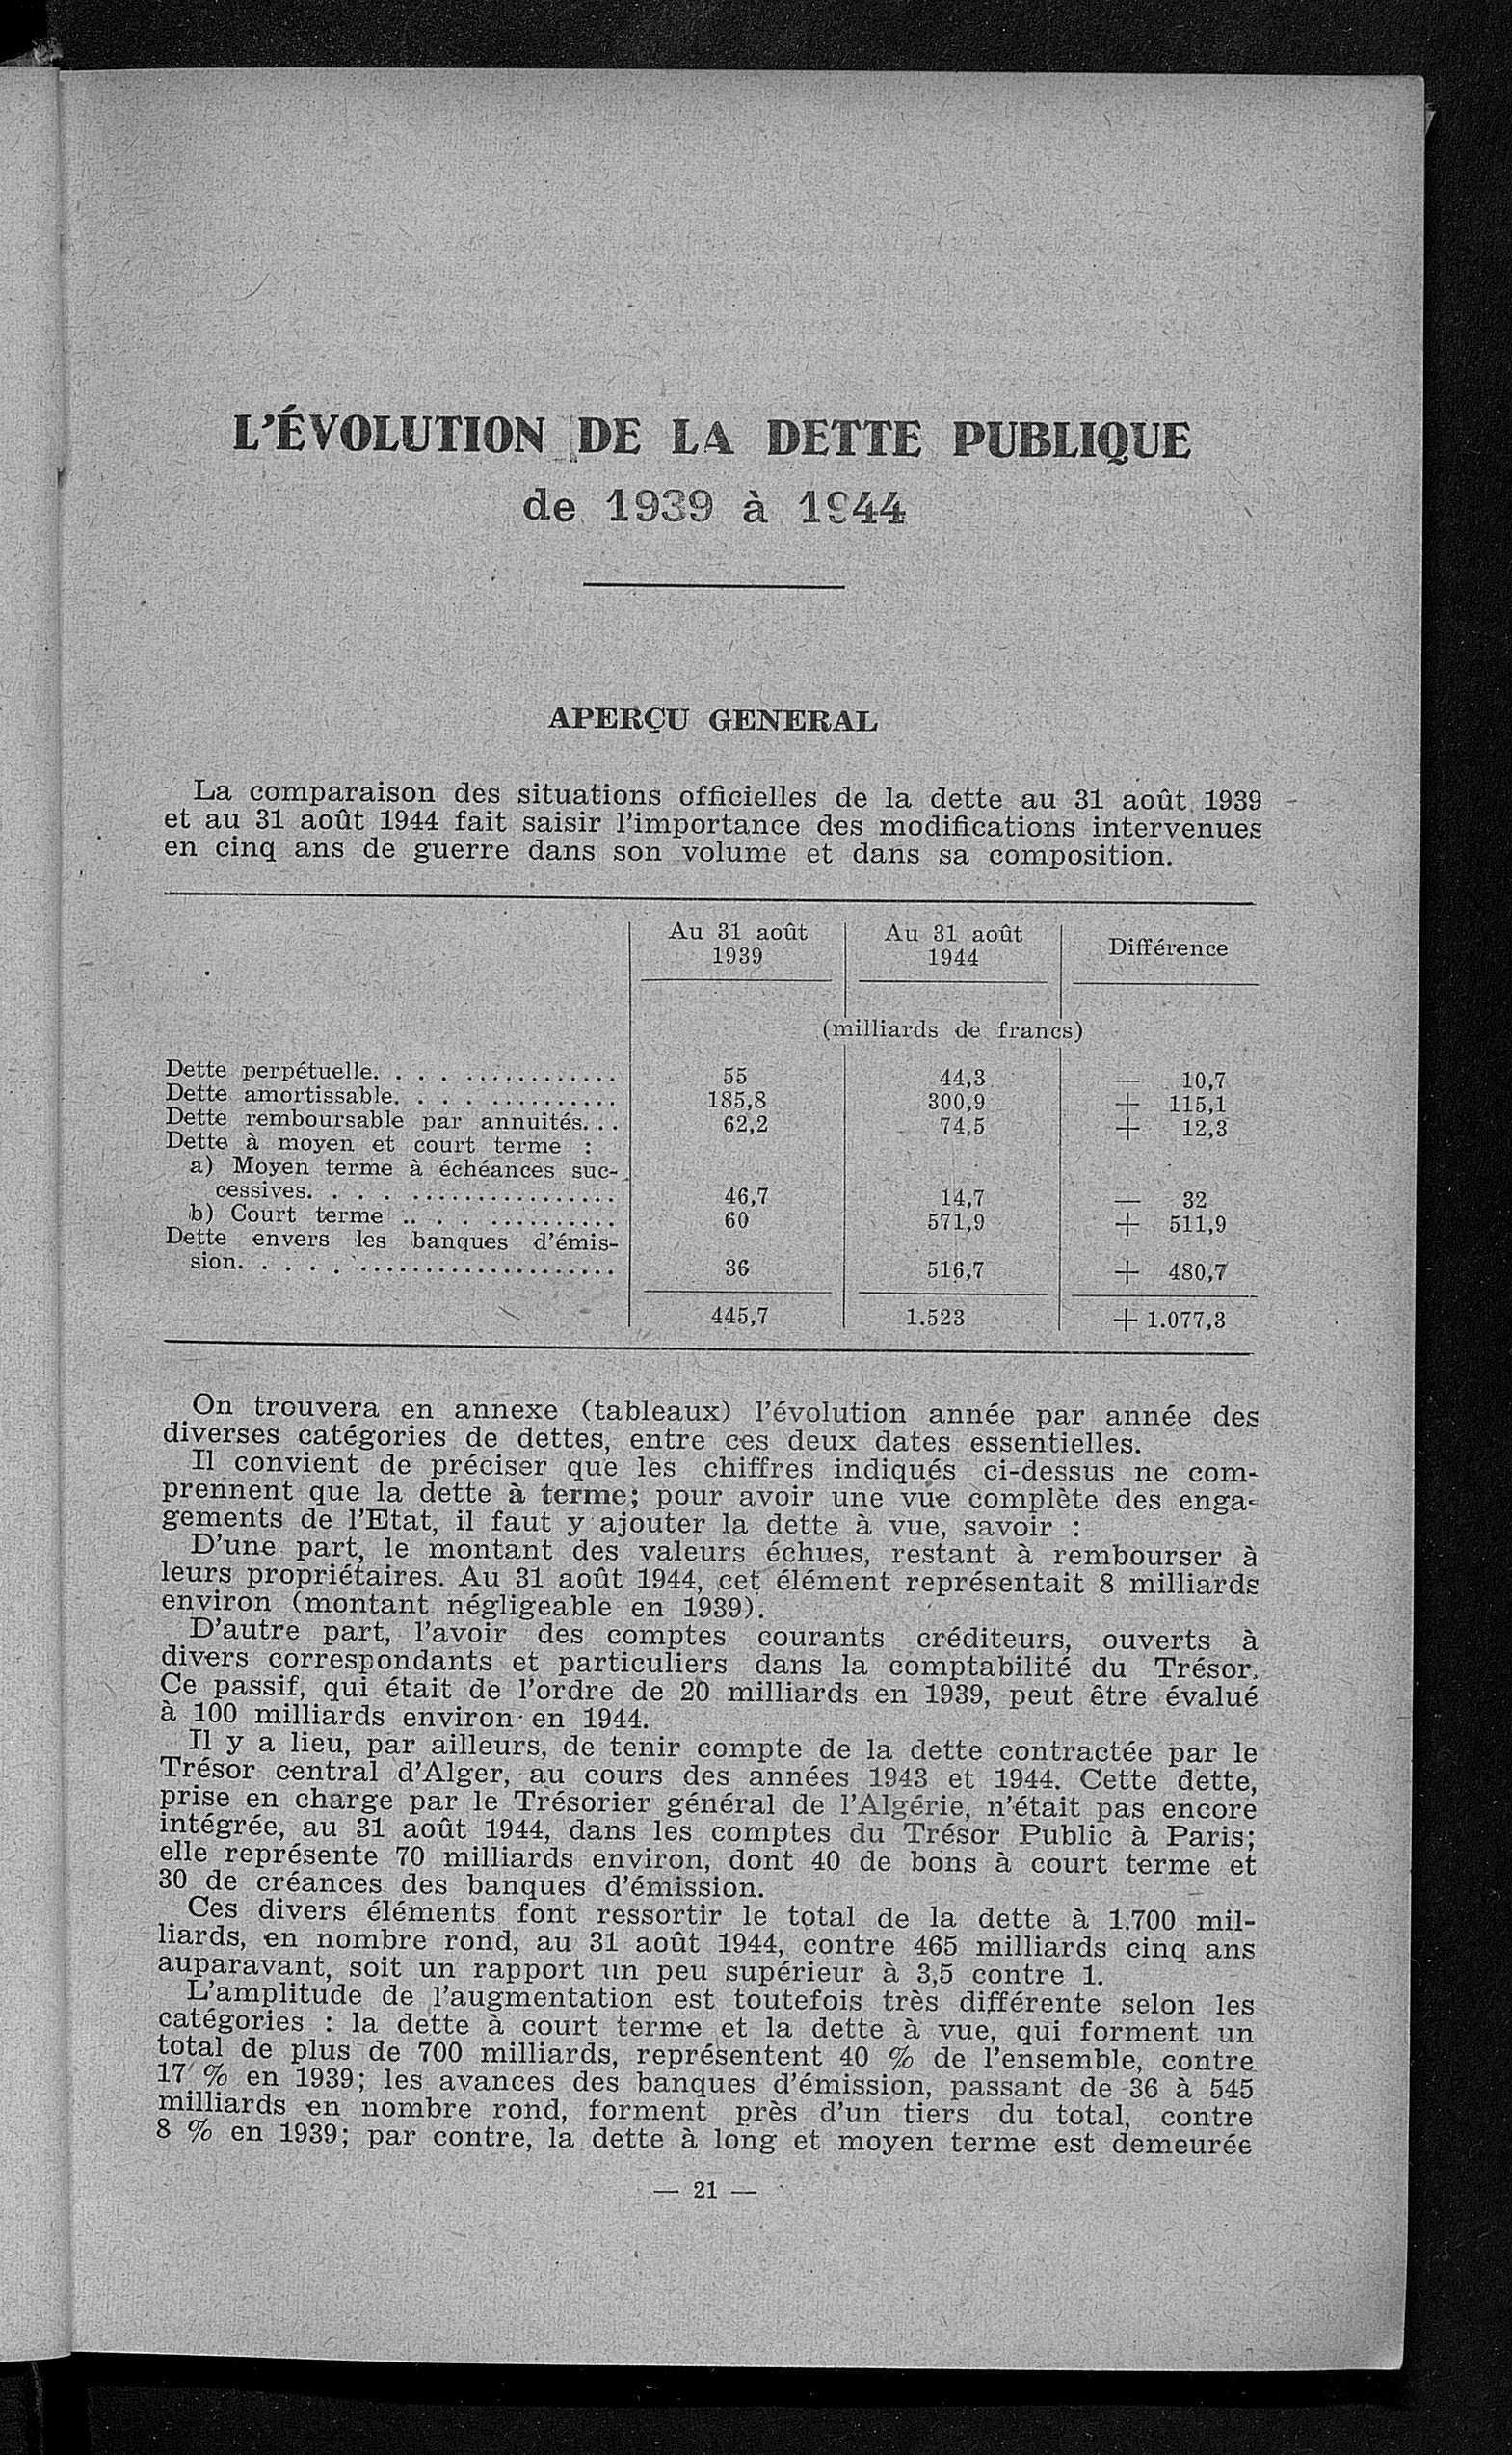 L'ÉVOLUTION DE LA DETTE PUBLIQUE
de 1939 à 1944
APERÇU GENERAL
La comparaison des situations officielles de la dette au 31 août 1939
et au 31 août 1944 fait saisir l'importance des modifications intervenues
en cinq ans de guerre dans son volume et dans sa composition.
Au 31 août 1939 | Au 31 août 1944 | Différence
(milliards de francs)
Dette perpétuelle. . . . . . . . . . . . . . . . . 55 44,3 — 10,7
Dette amortissable. . . . . . . . . . . . . . . 185,8 300,9 + 115,1
Dette remboursable par annuités. . . 62,2 74,5 + 12,3
Dette à moyen et court terme :
a) Moyen terme à échéances suc-
cessives. . . . . . . . . . . . . . . . . . . . 46,7 14,7 — 32
b) Court terme .. . . . . . . . . . . . . 60 571,9 + 511,9
Dette envers les banques d'émis-
sion. . . . . . . . . . . . . . . . . . . . . . . . . . 36 516,7 + 480,7
445,7 1.523 + 1.077,3
On trouvera en annexe (tableaux) l'évolution année par année des
diverses catégories de dettes, entre ces deux dates essentielles.
Il convient de préciser que les chiffres indiqués ci-dessus ne com-
prennent que la dette à terme; pour avoir une vue complète des enga-
gements de l'Etat, il faut y ajouter la dette à vue, savoir :
D'une part, le montant des valeurs échues, restant à rembourser à
leurs propriétaires. Au 31 août 1944, cet élément représentait 8 milliards
environ (montant négligeable en 1939).
D'autre part, l'avoir des comptes courants créditeurs, ouverts à
divers correspondants et particuliers dans la comptabilité du Trésor.
Ce passif, qui était de l'ordre de 20 milliards en 1939, peut être évalué
à 100 milliards environ en 1944.
Il y a lieu, par ailleurs, de tenir compte de la dette contractée par le
Trésor central d'Alger, au cours des années 1943 et 1944. Cette dette,
prise en charge par le Trésorier général de l'Algérie, n'était pas encore
intégrée, au 31 août 1944, dans les comptes du Trésor Public à Paris;
elle représente 70 milliards environ, dont 40 de bons à court terme et
30 de créances des banques d'émission.
Ces divers éléments font ressortir le total de la dette à 1.700 mil-
liards, en nombre rond, au 31 août 1944, contre 465 milliards cinq ans
auparavant, soit un rapport un peu supérieur à 3,5 contre 1.
L'amplitude de l'augmentation est toutefois très différente selon les
catégories : la dette à court terme et la dette à vue, qui forment un
total de plus de 700 milliards, représentent 40 % de l'ensemble, contre
17 % en 1939; les avances des banques d'émission, passant de 36 à 545
milliards en nombre rond, forment près d'un tiers du total, contre
8 % en 1939; par contre, la dette à long et moyen terme est demeurée
— 21 —